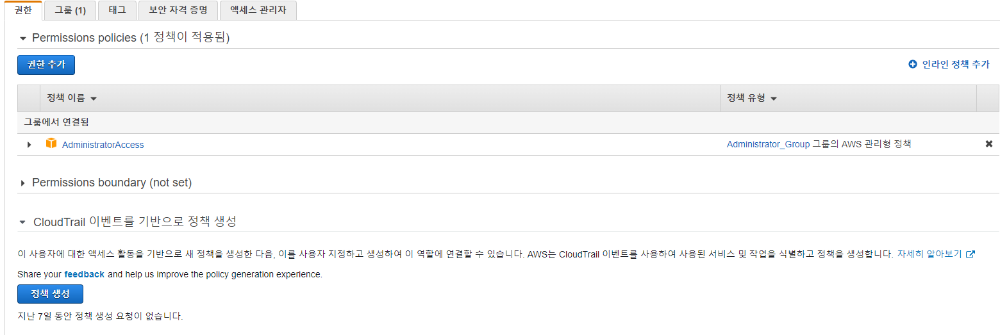 권한 그룹 (1) 태그 보안 자격 증명 액세스 관리자
Permissions policies (1 정책이 적용됨)
권한 추가 인라인 정책 추가
정책 이름 정책 유형
그룹에서 연결됨
AdministratorAccess Administrator_Group 그룹의 AWS 관리형 정책
Permissions boundary (not set)
CloudTrail 이벤트를 기반으로 정책 생성
이 사용자에 대한 액세스 활동을 기반으로 새 정책을 생성한 다음, 이를 사용자 지정하고 생성하여 이 역할에 연결할 수 있습니다. AWS는 CloudTrail 이벤트를 사용하여 사용된 서비스 및 작업을 식별하고 정책을 생성합니다. 자세히 알아보기
Share your feedback and help us improve the policy generation experience.
정책 생성
지난 7일 동안 정책 생성 요청이 없습니다.